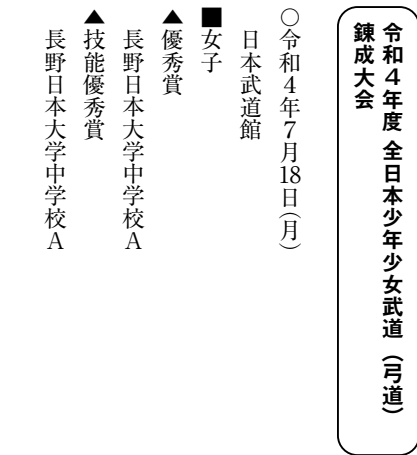 令和４年度 全日本少年少女武道（弓道）
錬成大会
○令和４年７月18日（月）
日本武道館
■女子
▲優秀賞
長野日本大学中学校Ａ
▲技能優秀賞
長野日本大学中学校Ａ